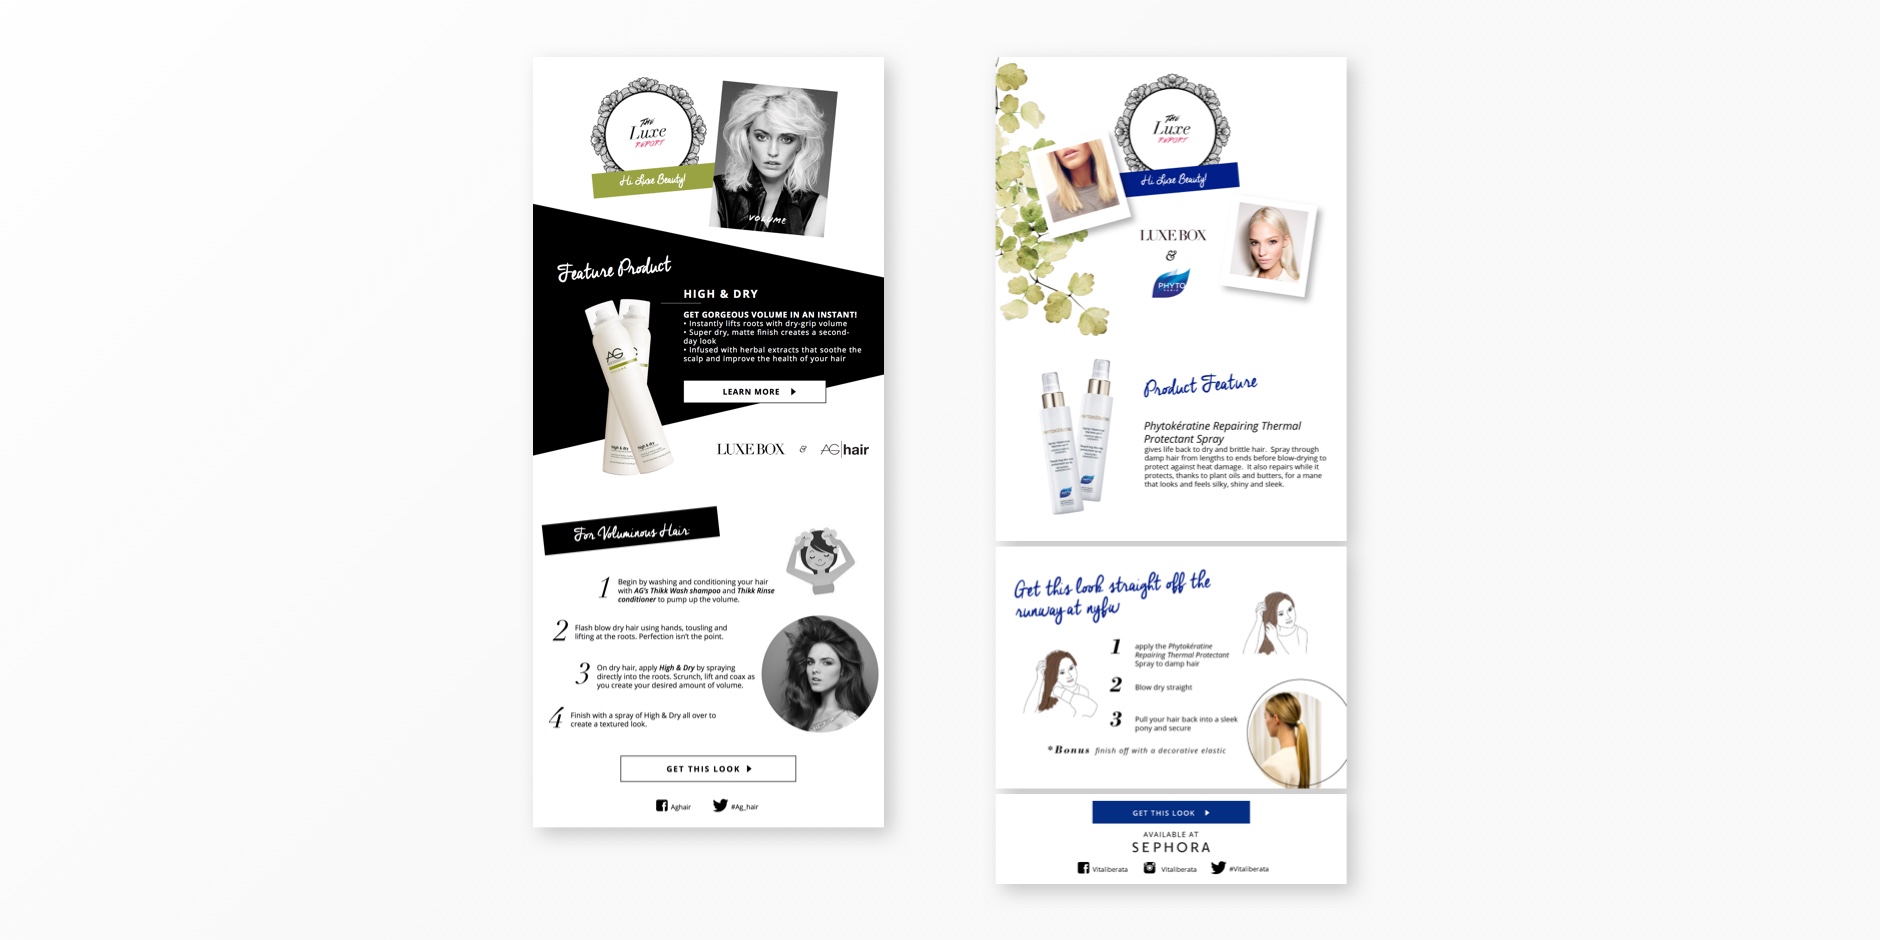 THE
Luxe
REPORT
Hi Luxe Beauty!
VOLUME
Feature Product
HIGH & DRY
GET GORGEOUS VOLUME IN AN INSTANT!
• Instantly lifts roots with dry-grip volume
• Super dry, matte finish creates a second-
day look
• Infused with herbal extracts that soothe the
scalp and improve the health of your hair
LEARN MORE
AG
High & dry
High & dry
LUXE BOX & AG hair
For Voluminous Hair:
1 Begin by washing and conditioning your hair
with AG's Thikk Wash shampoo and Thikk Rinse
conditioner to pump up the volume.
2 Flash blow dry hair using hands, tousling and
lifting at the roots. Perfection isn't the point.
3 On dry hair, apply High & Dry by spraying
directly into the roots. Scrunch, lift and coax as
you create your desired amount of volume.
4 Finish with a spray of High & Dry all over to
create a textured look.
GET THIS LOOK
Aghair #Ag_hair
THE
Luxe
REPORT
Hi Luxe Beauty!
LUXE BOX
&
PHYTO
PARIS
Product Feature
Phytokératine Repairing Thermal
Protectant Spray
gives life back to dry and brittle hair. Spray through
damp hair from lengths to ends before blow-drying to
protect against heat damage. It also repairs while it
protects, thanks to plant oils and butters, for a mane
that looks and feels silky, shiny and sleek.
Get this look straight off the
runway at nyfw
1 apply the Phytokératine
Repairing Thermal Protectant
Spray to damp hair
2 Blow dry straight
3 Pull your hair back into a sleek
pony and secure
*Bonus finish off with a decorative elastic
GET THIS LOOK
AVAILABLE AT
SEPHORA
Vitaliberata Vitaliberata #Vitaliberata